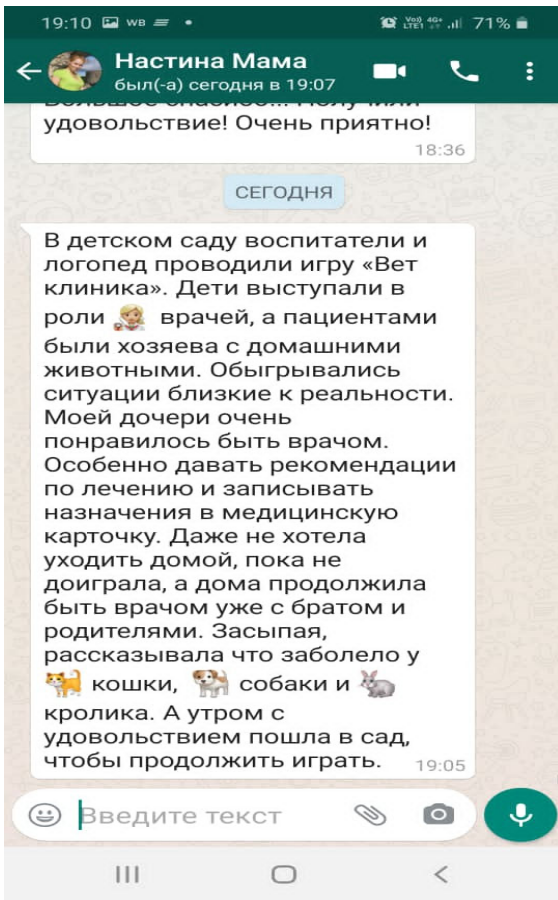 19:10 WB
71%
Настина Мама
был(-а) сегодня в 19:07
удовольствие! Очень приятно!
18:36
СЕГОДНЯ
В детском саду воспитатели и
логопед проводили игру «Вет
клиника». Дети выступали в
роли 👩🏼‍⚕️ врачей, а пациентами
были хозяева с домашними
животными. Обыгрывались
ситуации близкие к реальности.
Моей дочери очень
понравилось быть врачом.
Особенно давать рекомендации
по лечению и записывать
назначения в медицинскую
карточку. Даже не хотела
уходить домой, пока не
доиграла, а дома продолжила
быть врачом уже с братом и
родителями. Засыпая,
рассказывала что заболело у
🐈 кошки, 🐕 собаки и 🐇
кролика. А утром с
удовольствием пошла в сад,
чтобы продолжить играть. 19:05
Введите текст